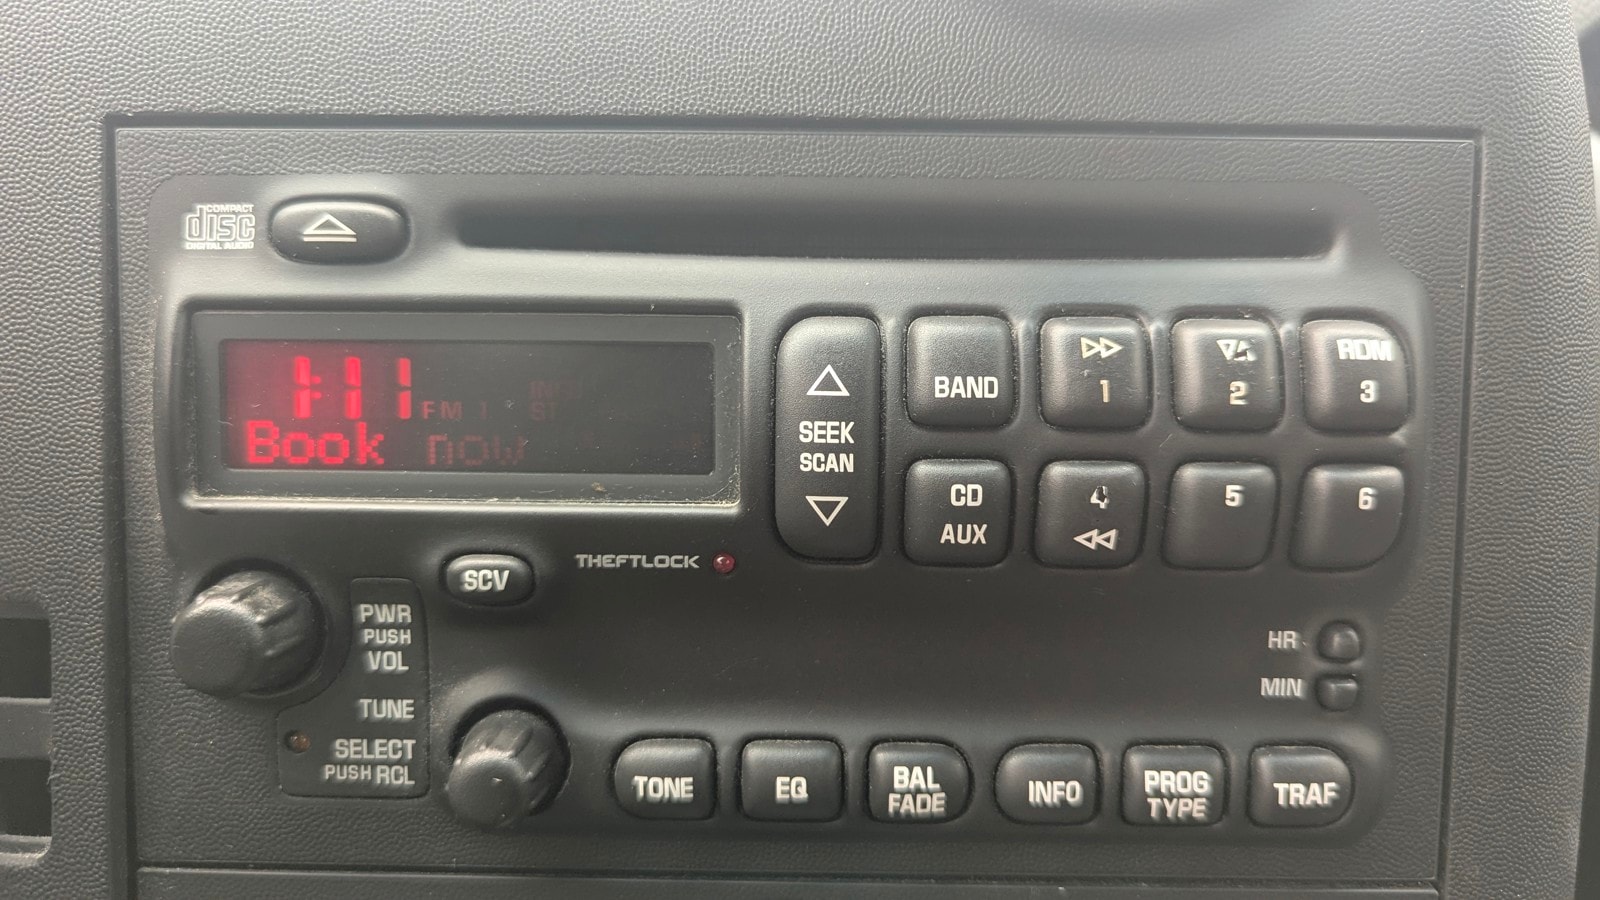 COMPACT
disc
DIGITAL AUDIO
1:11
FM 1
INFO
ST
Book now
SEEK
SCAN
BAND
1
2
RDM
3
CD
AUX
4
5
6
SCV
THEFTLOCK
PWR
PUSH
VOL
TUNE
SELECT
PUSH RCL
HR
MIN
TONE
EQ
BAL
FADE
INFO
PROG
TYPE
TRAF